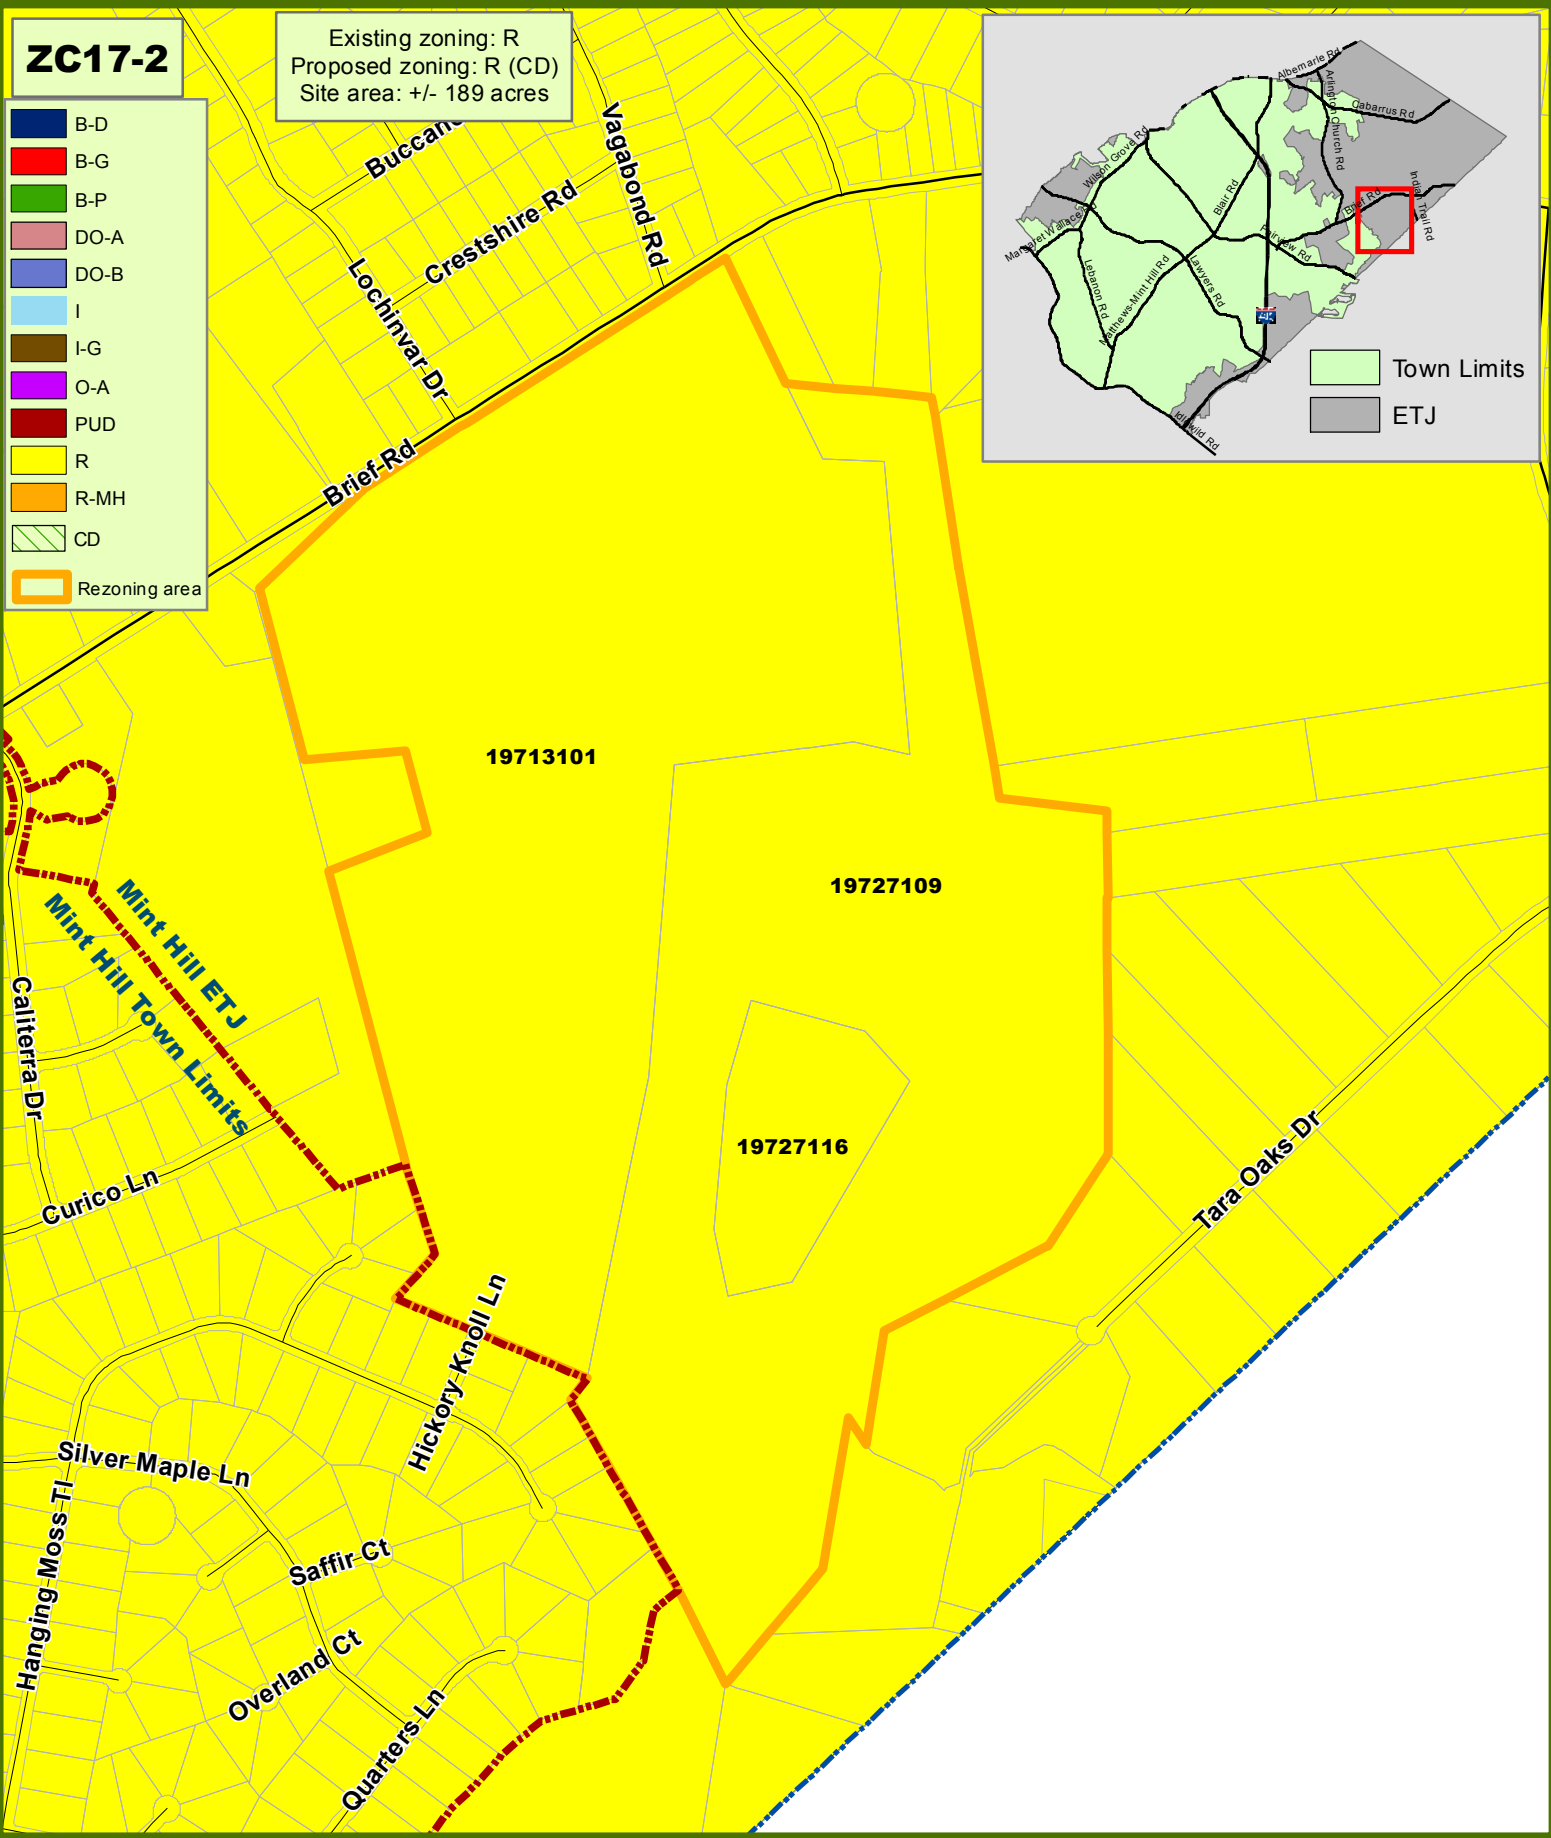 ZC17-2
Existing zoning: R
Proposed zoning: R (CD)
Site area: +/- 189 acres
B-D
B-G
B-P
DO-A
DO-B
I
I-G
O-A
PUD
R
R-MH
CD
Rezoning area
Albemarle Rd
Arlington Church Rd
Cabarrus Rd
Wilson Grove Rd
Margaret Wallace Rd
Blair Rd
Brief Rd
Indian Trail Rd
Fairview Rd
Lebanon Rd
Matthews-Mint Hill Rd
Lawyers Rd
Idlewild Rd
Town Limits
ETJ
Vagabond Rd
Crestshire Rd
Lochinvar Dr
Brief Rd
19713101
19727109
19727116
Mint Hill ETJ
Mint Hill Town Limits
Caliterra Dr
Curico Ln
Tara Oaks Dr
Hickory Knoll Ln
Silver Maple Ln
Hanging Moss Tl
Saffir Ct
Overland Ct
Quarters Ln